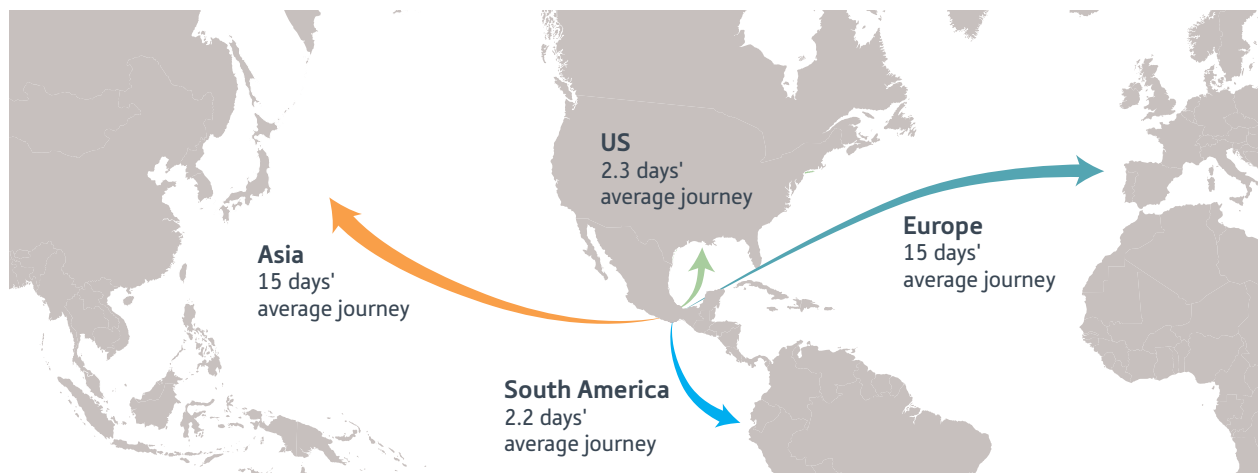 US
2.3 days'
average journey
Europe
15 days'
average journey
Asia
15 days'
average journey
South America
2.2 days'
average journey